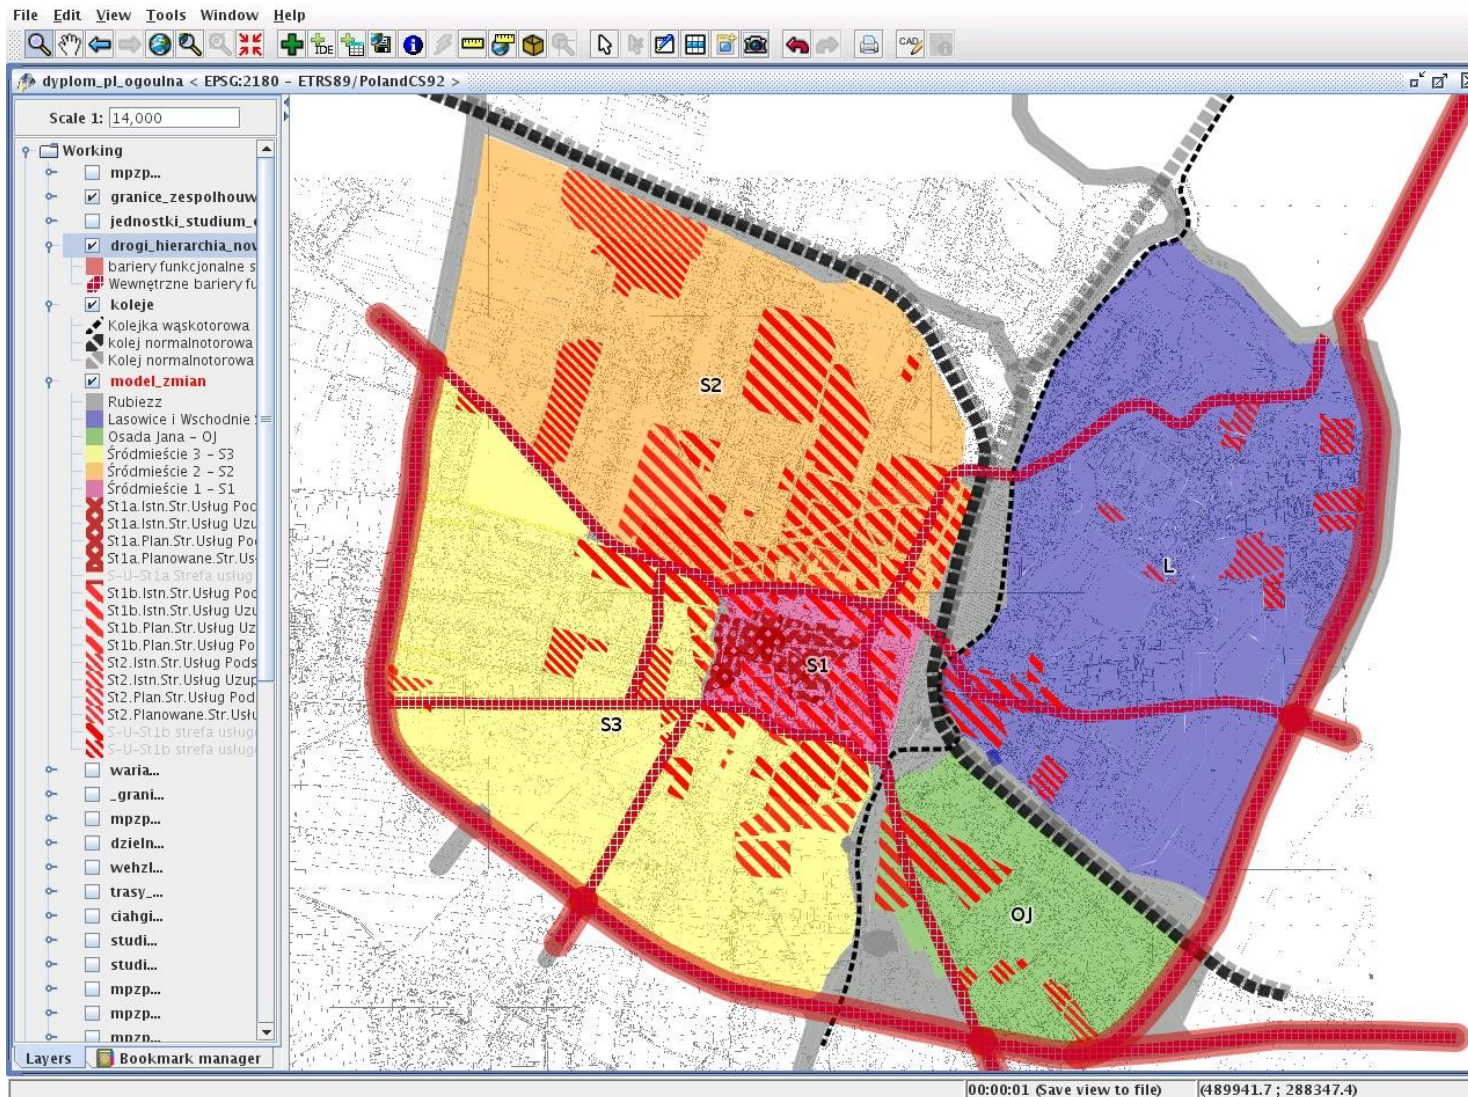 File Edit View Tools Window Help
IDE
CAD
dyplom_pl_ogoulna < EPSG:2180 - ETRS89/PolandCS92 >
Scale 1: 14,000
Working
mpzp...
granice_zespolhouw
jednostki_studium_
drogi_hierarchia_nov
bariery funkcjonalne s
Wewnętrzne bariery fu
koleje
Kolejka wąskotorowa
kolej normalnotorowa
Kolej normalnotorowa
model_zmian
Rubiezz
Lasowice i Wschodnie
Osada Jana - OJ
Śródmieście 3 - S3
Śródmieście 2 - S2
Śródmieście 1 - S1
St1a.Istn.Str.Usług Pod
St1a.Istn.Str.Usług Uzu
St1a.Plan.Str.Usług Po
St1a.Planowane.Str.Us
S-U-St1a Strefa usług
St1b.Istn.Str.Usług Poc
St1b.Istn.Str.Usług Uzu
St1b.Plan.Str.Usług Uz
St1b.Plan.Str.Usług Po
St2.Istn.Str.Usług Pods
St2.Istn.Str.Usług Uzup
St2.Plan.Str.Usług Pod
St2.Planowane.Str.Usłu
S-U-St1b strefa usług
S-U-St1b strefa usług
waria...
_grani...
mpzp...
dzieln...
wehzl...
trasy_...
ciahgi...
studi...
studi...
mpzp...
mpzp...
mpzp...
Layers Bookmark manager
S2
L
S1
S3
OJ
00:00:01 (Save view to file) (489941.7 ; 288347.4)